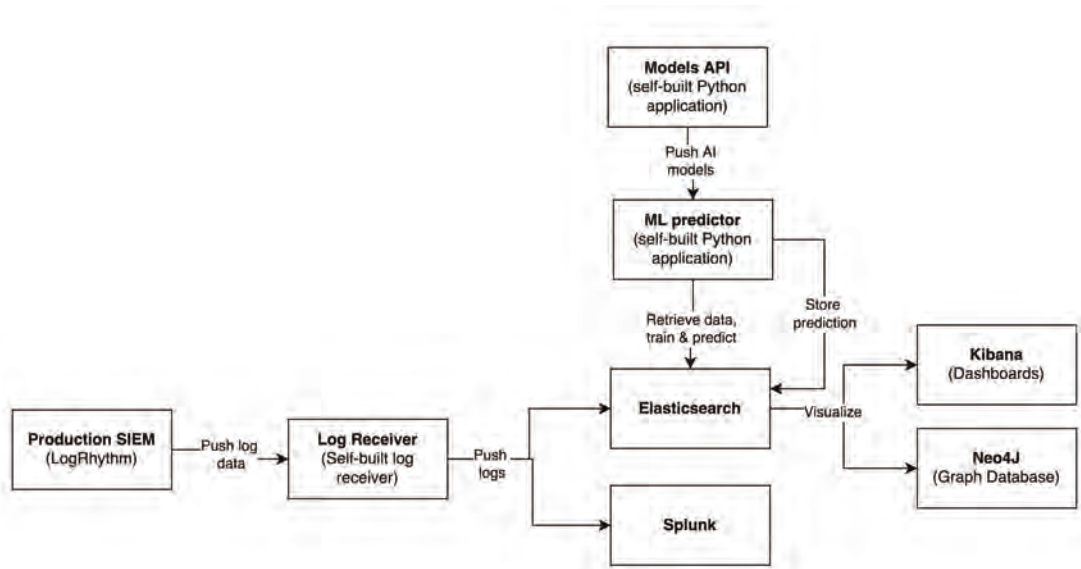 Models API
(self-built Python
application)
Push AI
models
ML predictor
(self-built Python
application)
Retrieve data,
train & predict
Store
prediction
Kibana
(Dashboards)
Elasticsearch
Visualize
Production SIEM
(LogRhythm)
Push log
data
Log Receiver
(Self-built log
receiver)
Push
logs
Neo4J
(Graph Database)
Splunk